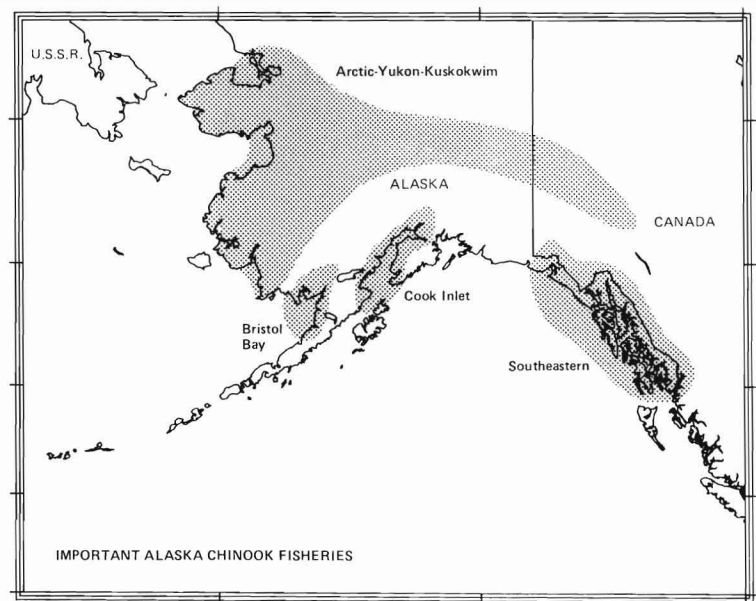 U.S.S.R.
Arctic-Yukon-Kuskokwim
ALASKA
CANADA
Cook Inlet
Bristol
Bay
Southeastern
IMPORTANT ALASKA CHINOOK FISHERIES